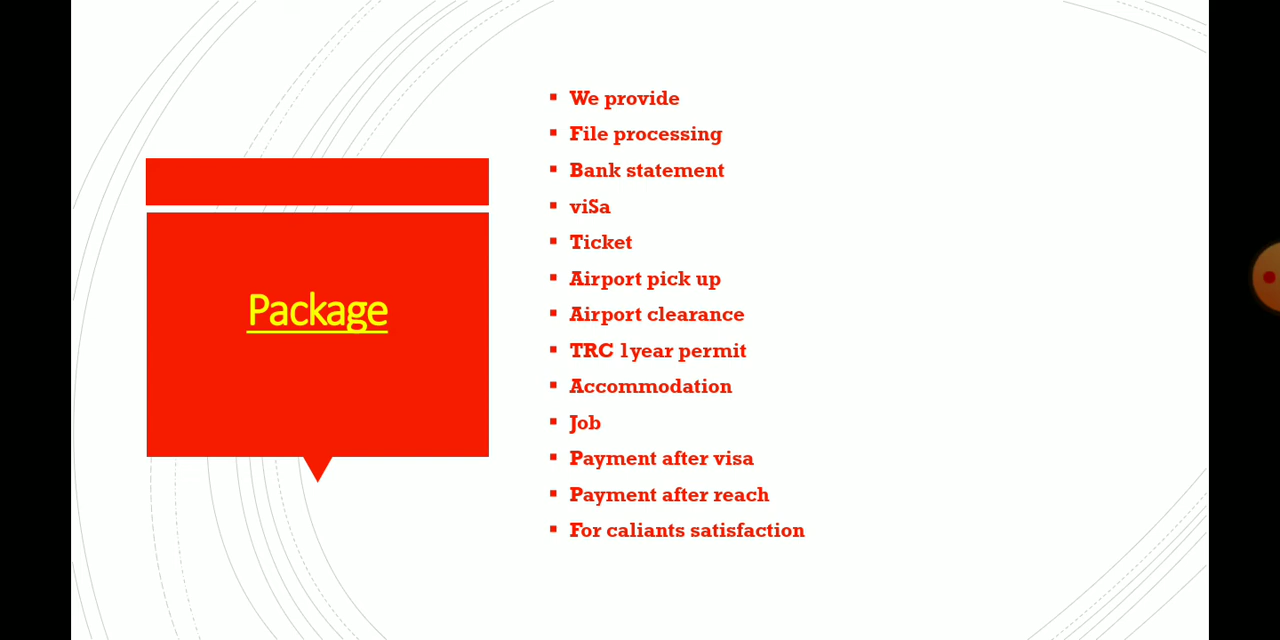 Package
We provide
File processing
Bank statement
viSa
Ticket
Airport pick up
Airport clearance
TRC 1year permit
Accommodation
Job
Payment after visa
Payment after reach
For caliants satisfaction